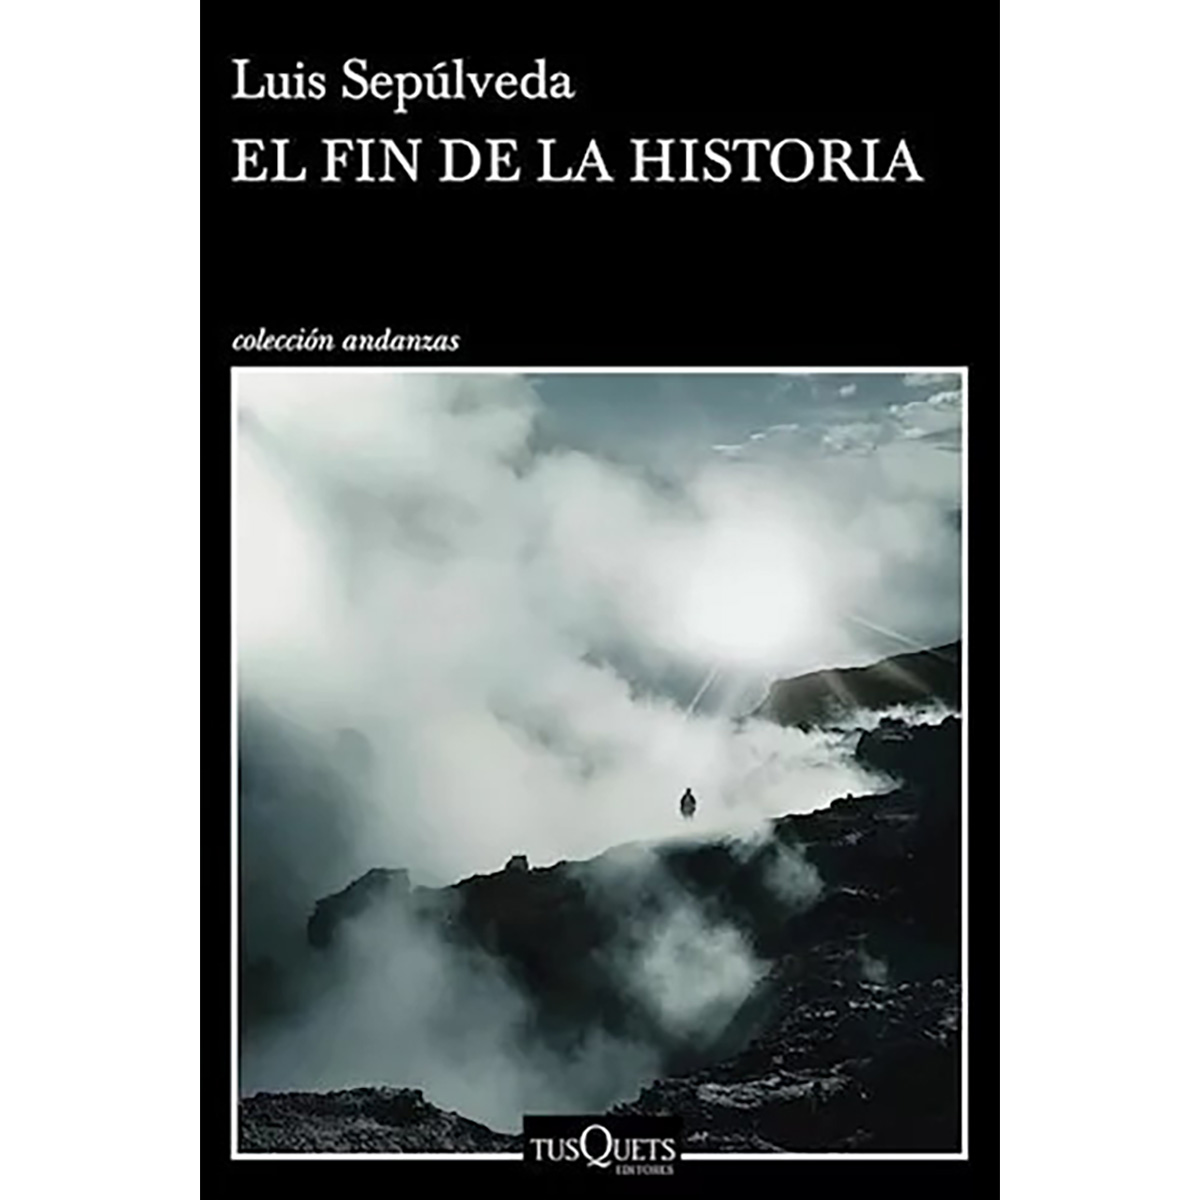 Luis Sepúlveda
EL FIN DE LA HISTORIA
colección andanzas
TUSQUETS
EDITORES